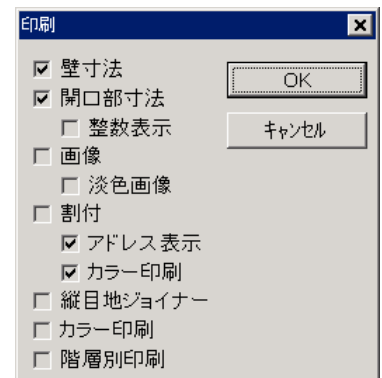 印刷
壁寸法
OK
開口部寸法
整数表示
キャンセル
画像
淡色画像
割付
アドレス表示
カラー印刷
縦目地ジョイナー
カラー印刷
階層別印刷